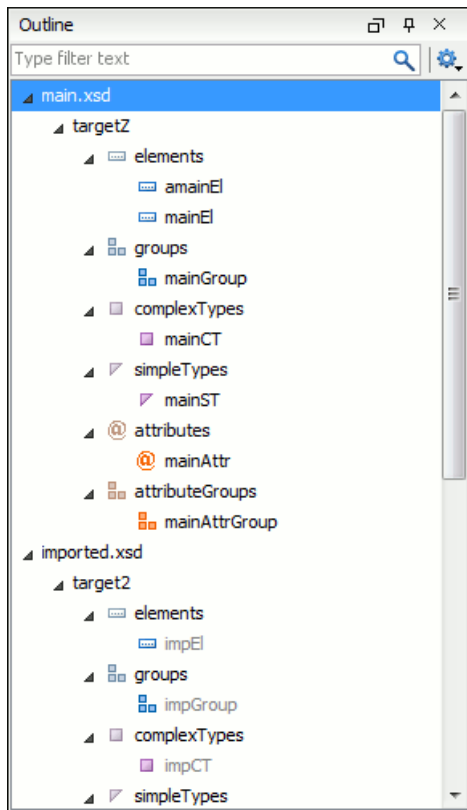 Outline
Type filter text
main.xsd
targetZ
elements
amainEl
mainEl
groups
mainGroup
complexTypes
mainCT
simpleTypes
mainST
attributes
@ mainAttr
attributeGroups
mainAttrGroup
imported.xsd
target2
elements
impEl
groups
impGroup
complexTypes
impCT
simpleTypes